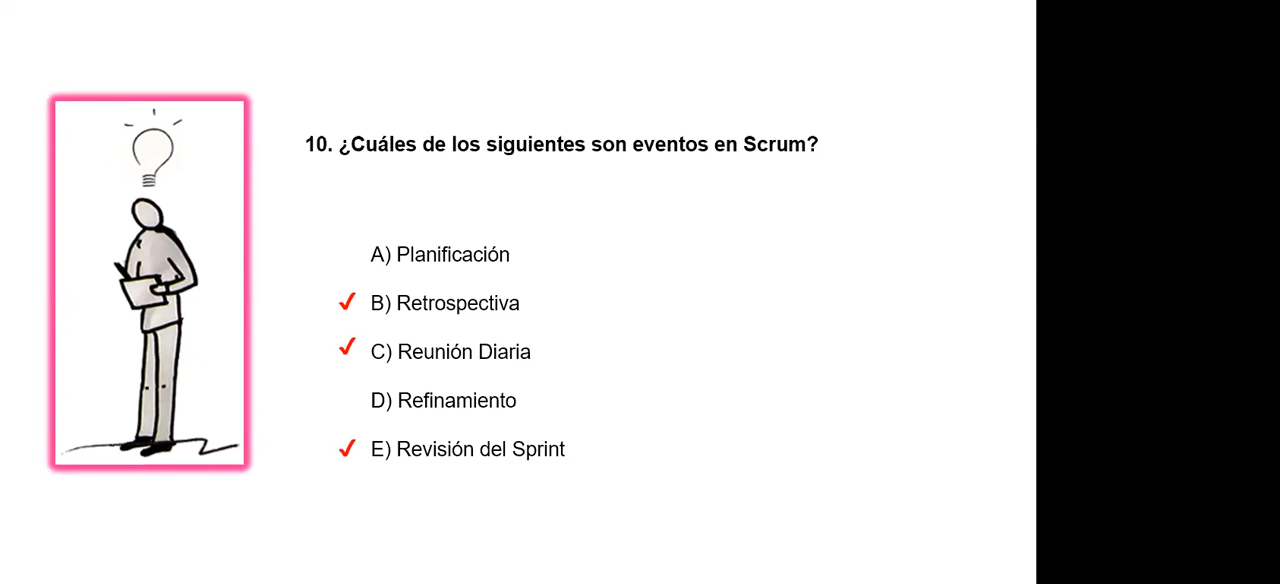 10. ¿Cuáles de los siguientes son eventos en Scrum?
A) Planificación
B) Retrospectiva
C) Reunión Diaria
D) Refinamiento
E) Revisión del Sprint